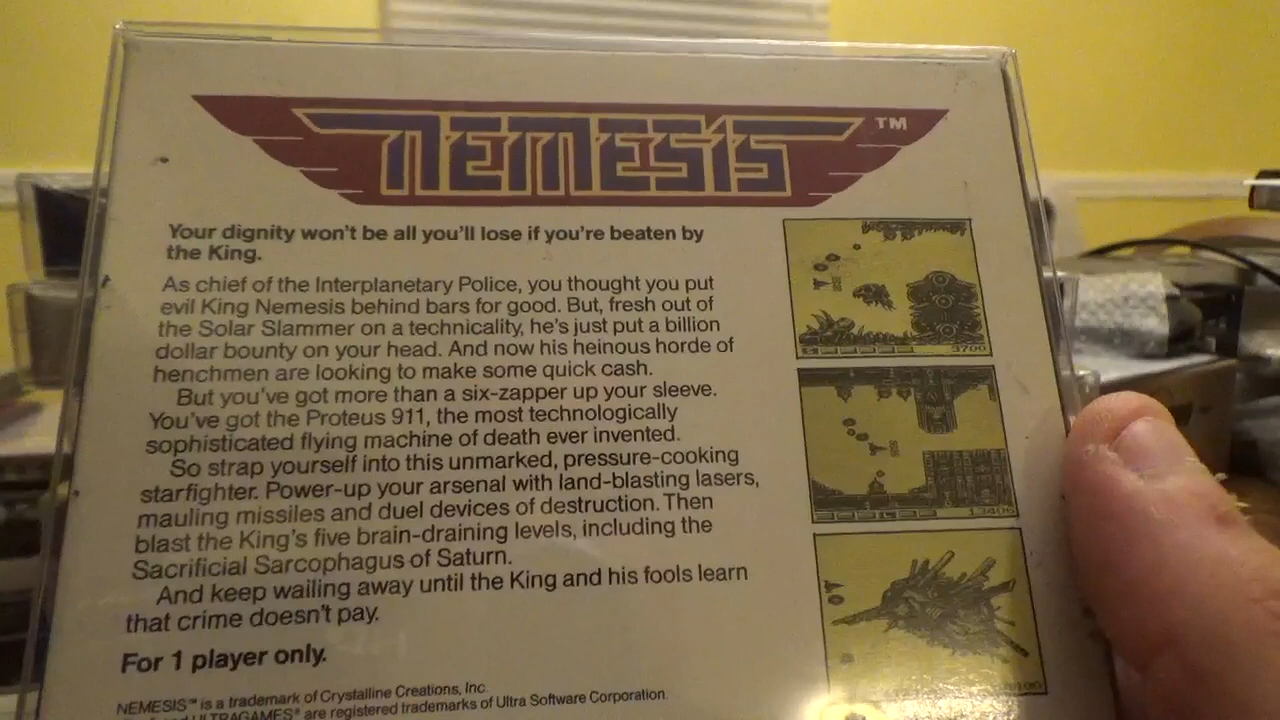 NEMESIS™
Your dignity won't be all you'll lose if you're beaten by
the King.
As chief of the Interplanetary Police, you thought you put
evil King Nemesis behind bars for good. But, fresh out of
the Solar Slammer on a technicality, he's just put a billion
dollar bounty on your head. And now his heinous horde of
henchmen are looking to make some quick cash.
But you've got more than a six-zapper up your sleeve.
You've got the Proteus 911, the most technologically
sophisticated flying machine of death ever invented.
So strap yourself into this unmarked, pressure-cooking
starfighter. Power-up your arsenal with land-blasting lasers,
mauling missiles and duel devices of destruction. Then
blast the King's five brain-draining levels, including the
Sacrificial Sarcophagus of Saturn.
And keep wailing away until the King and his fools learn
that crime doesn't pay.
For 1 player only.
NEMESIS™ is a trademark of Crystalline Creations, Inc.
ULTRAGAMES® are registered trademarks of Ultra Software Corporation.
3700
13400